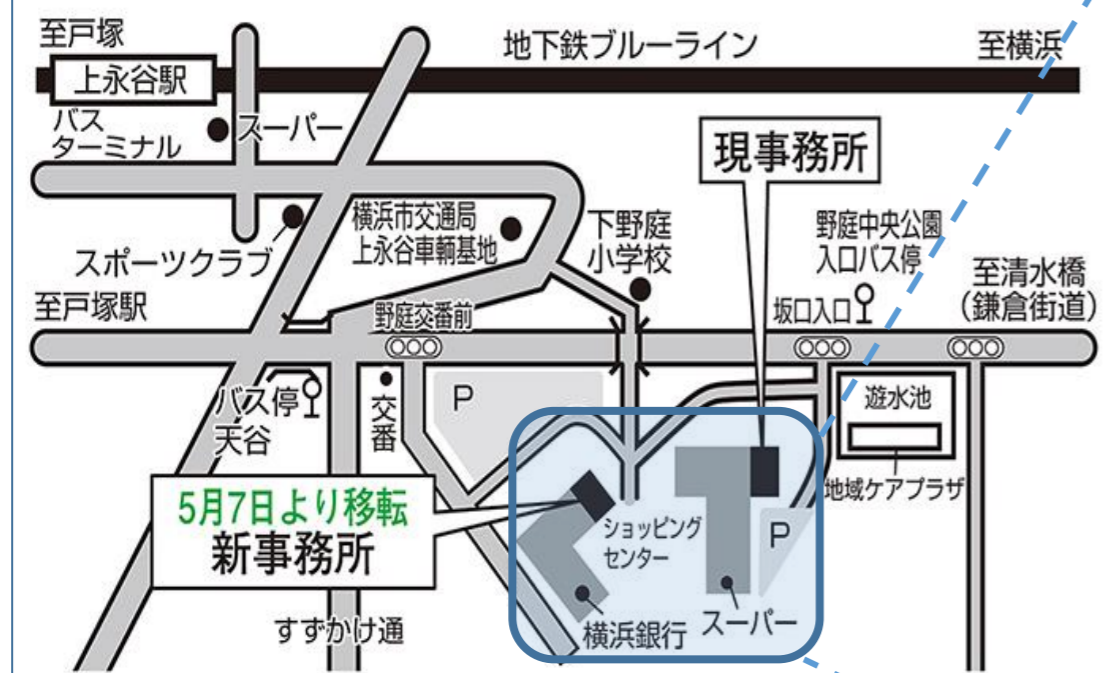 至戸塚
地下鉄ブルーライン
至横浜
上永谷駅
バス
ターミナル
スーパー
現事務所
横浜市交通局
上永谷車輌基地
下野庭
小学校
野庭中央公園
入口バス停
スポーツクラブ
至清水橋
(鎌倉街道)
至戸塚駅
野庭交番前
坂口入口
バス停
天谷
交番
P
遊水池
地域ケアプラザ
5月7日より移転
新事務所
ショッピング
センター
P
すずかけ通
横浜銀行
スーパー